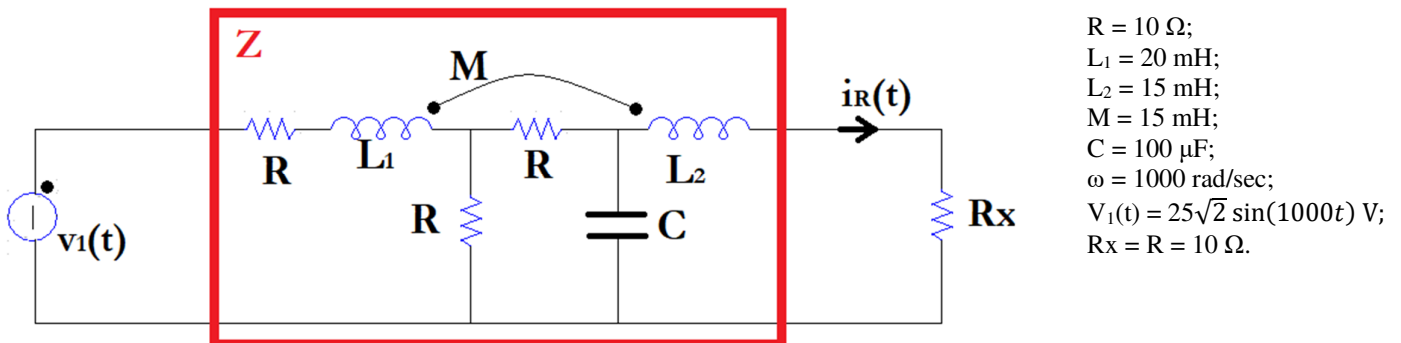 Z
M
iR(t)
R
L1
R
L2
v1(t)
R
C
Rx
R = 10 Ω;
L₁ = 20 mH;
L₂ = 15 mH;
M = 15 mH;
C = 100 μF;
ω = 1000 rad/sec;
V₁(t) = 25√2 sin(1000t) V;
Rx = R = 10 Ω.